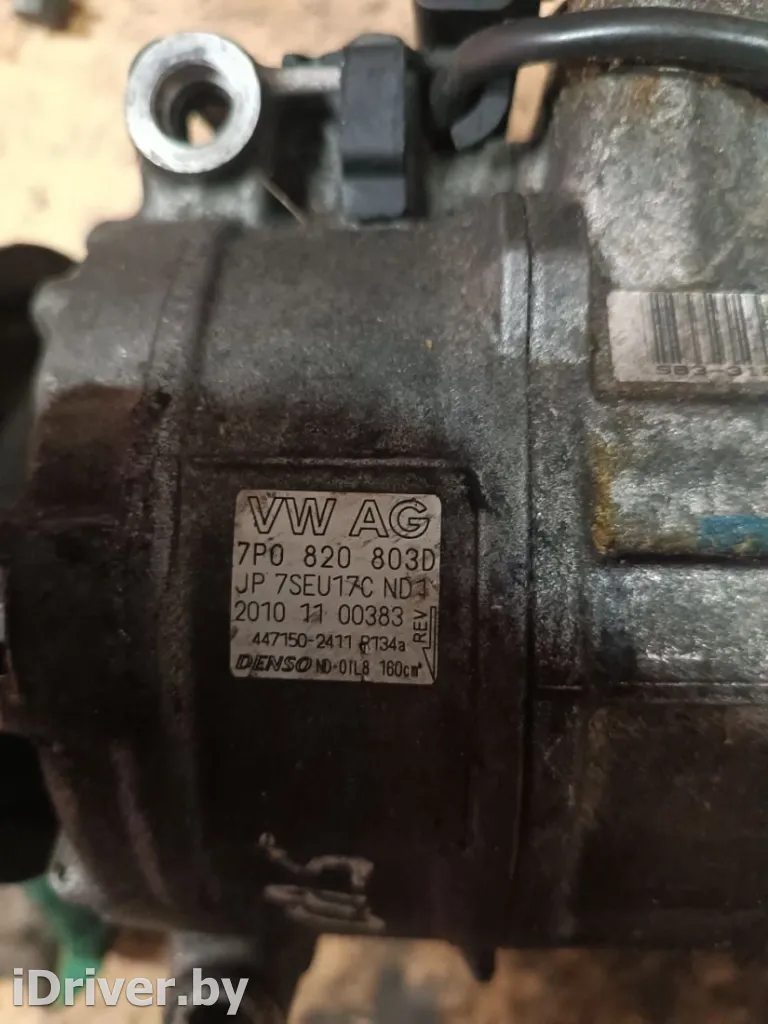 VW AG
7P0 820 803D
JP 7SEU17C ND1
2010 11 00383
REV
447150-2411 R134a
DENSO ND-OIL8 160cm³
iDriver.by